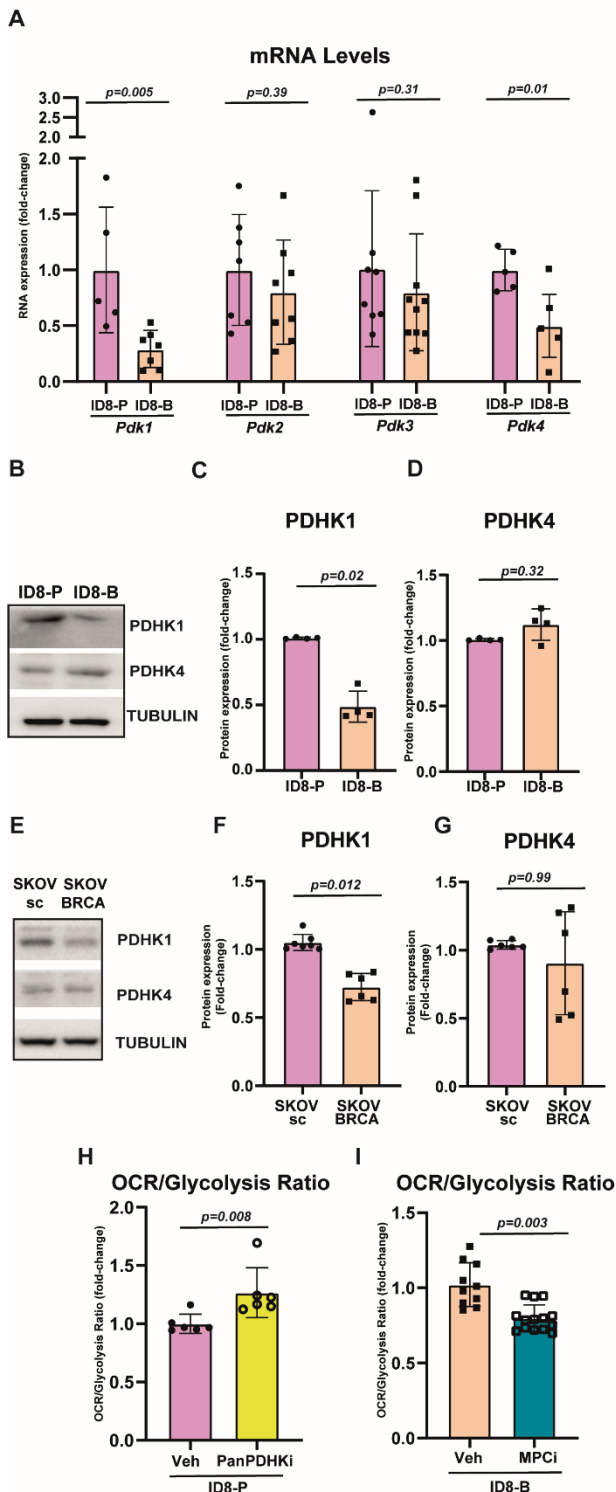 A
mRNA Levels
p=0.005 p=0.39 p=0.31 p=0.01
RNA expression (fold-change)
3.0
2.5
2.0
2.0
1.5
1.0
0.5
0.0
ID8-P ID8-B ID8-P ID8-B ID8-P ID8-B ID8-P ID8-B
Pdk1 Pdk2 Pdk3 Pdk4
B
ID8-P ID8-B
PDHK1
PDHK4
TUBULIN
C
PDHK1
p=0.02
Protein expression (fold-change)
1.5
1.0
0.5
0.0
ID8-P ID8-B
D
PDHK4
p=0.32
Protein expression (fold-change)
1.5
1.0
0.5
0.0
ID8-P ID8-B
E
SKOV SKOV
sc BRCA
PDHK1
PDHK4
TUBULIN
F
PDHK1
p=0.012
Protein expression
(Fold-change)
1.5
1.0
0.5
0.0
SKOV SKOV
sc BRCA
G
PDHK4
p=0.99
Protein expression
(Fold-change)
1.5
1.0
0.5
0.0
SKOV SKOV
sc BRCA
H
OCR/Glycolysis Ratio
p=0.008
OCR/Glycolysis Ratio (fold-change)
2.0
1.5
1.0
0.5
0.0
Veh PanPDHKi
ID8-P
I
OCR/Glycolysis Ratio
p=0.003
OCR/Glycolysis Ratio (fold-change)
1.5
1.0
0.5
0.0
Veh MPCi
ID8-B